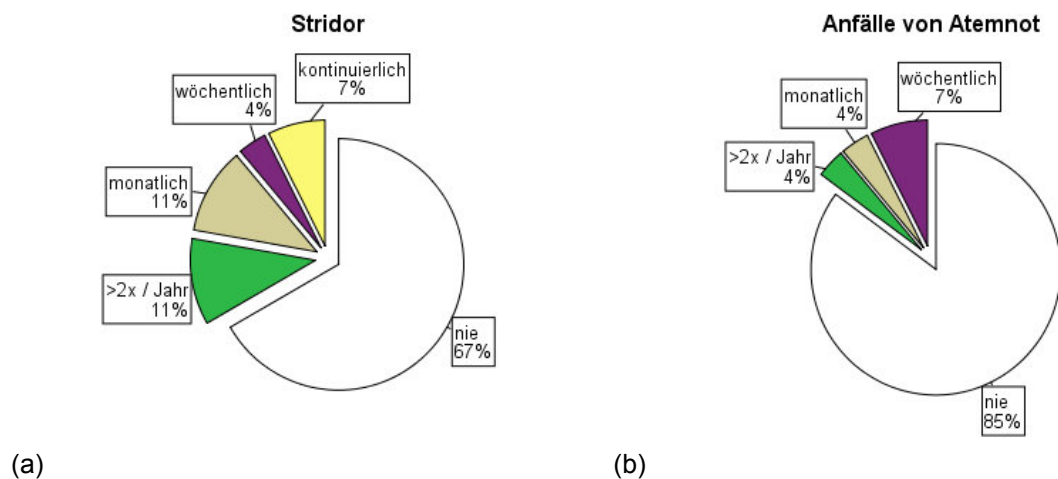 Stridor
kontinuierlich
7%
wöchentlich
4%
monatlich
11%
>2x / Jahr
11%
nie
67%
(a)
Anfälle von Atemnot
wöchentlich
7%
monatlich
4%
>2x / Jahr
4%
nie
85%
(b)